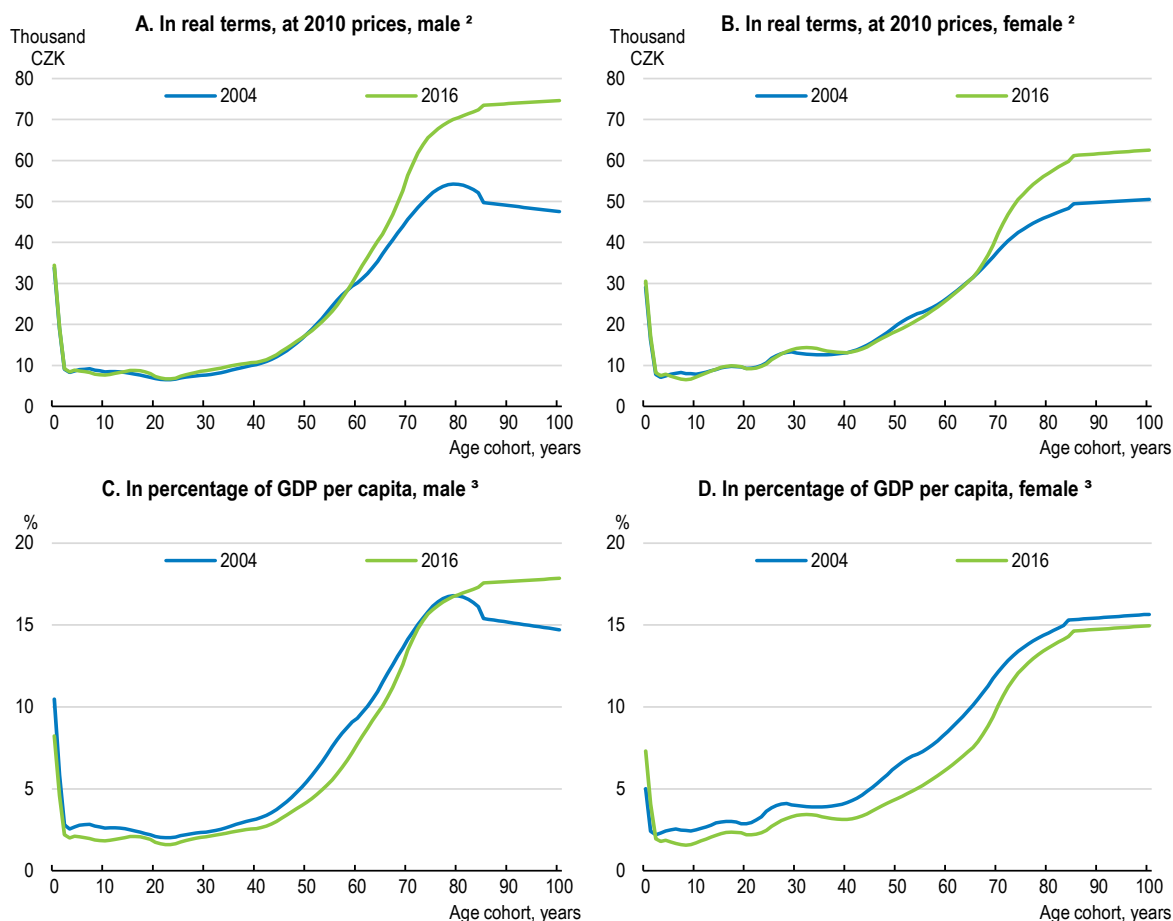 A. In real terms, at 2010 prices, male ²
Thousand
CZK
2004
2016
80
70
60
50
40
30
20
10
0
0 10 20 30 40 50 60 70 80 90 100
Age cohort, years
B. In real terms, at 2010 prices, female ²
Thousand
CZK
2004
2016
80
70
60
50
40
30
20
10
0
0 10 20 30 40 50 60 70 80 90 100
Age cohort, years
C. In percentage of GDP per capita, male ³
%
2004
2016
20
15
10
5
0
0 10 20 30 40 50 60 70 80 90 100
Age cohort, years
D. In percentage of GDP per capita, female ³
%
2004
2016
20
15
10
5
0
0 10 20 30 40 50 60 70 80 90 100
Age cohort, years